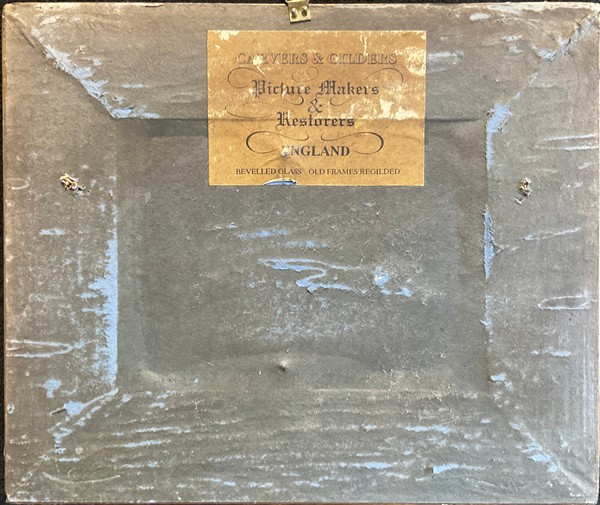 CARVERS & GILDERS
Picture Makers
&
Restorers
ENGLAND
BEVELLED GLASS OLD FRAMES REGILDED